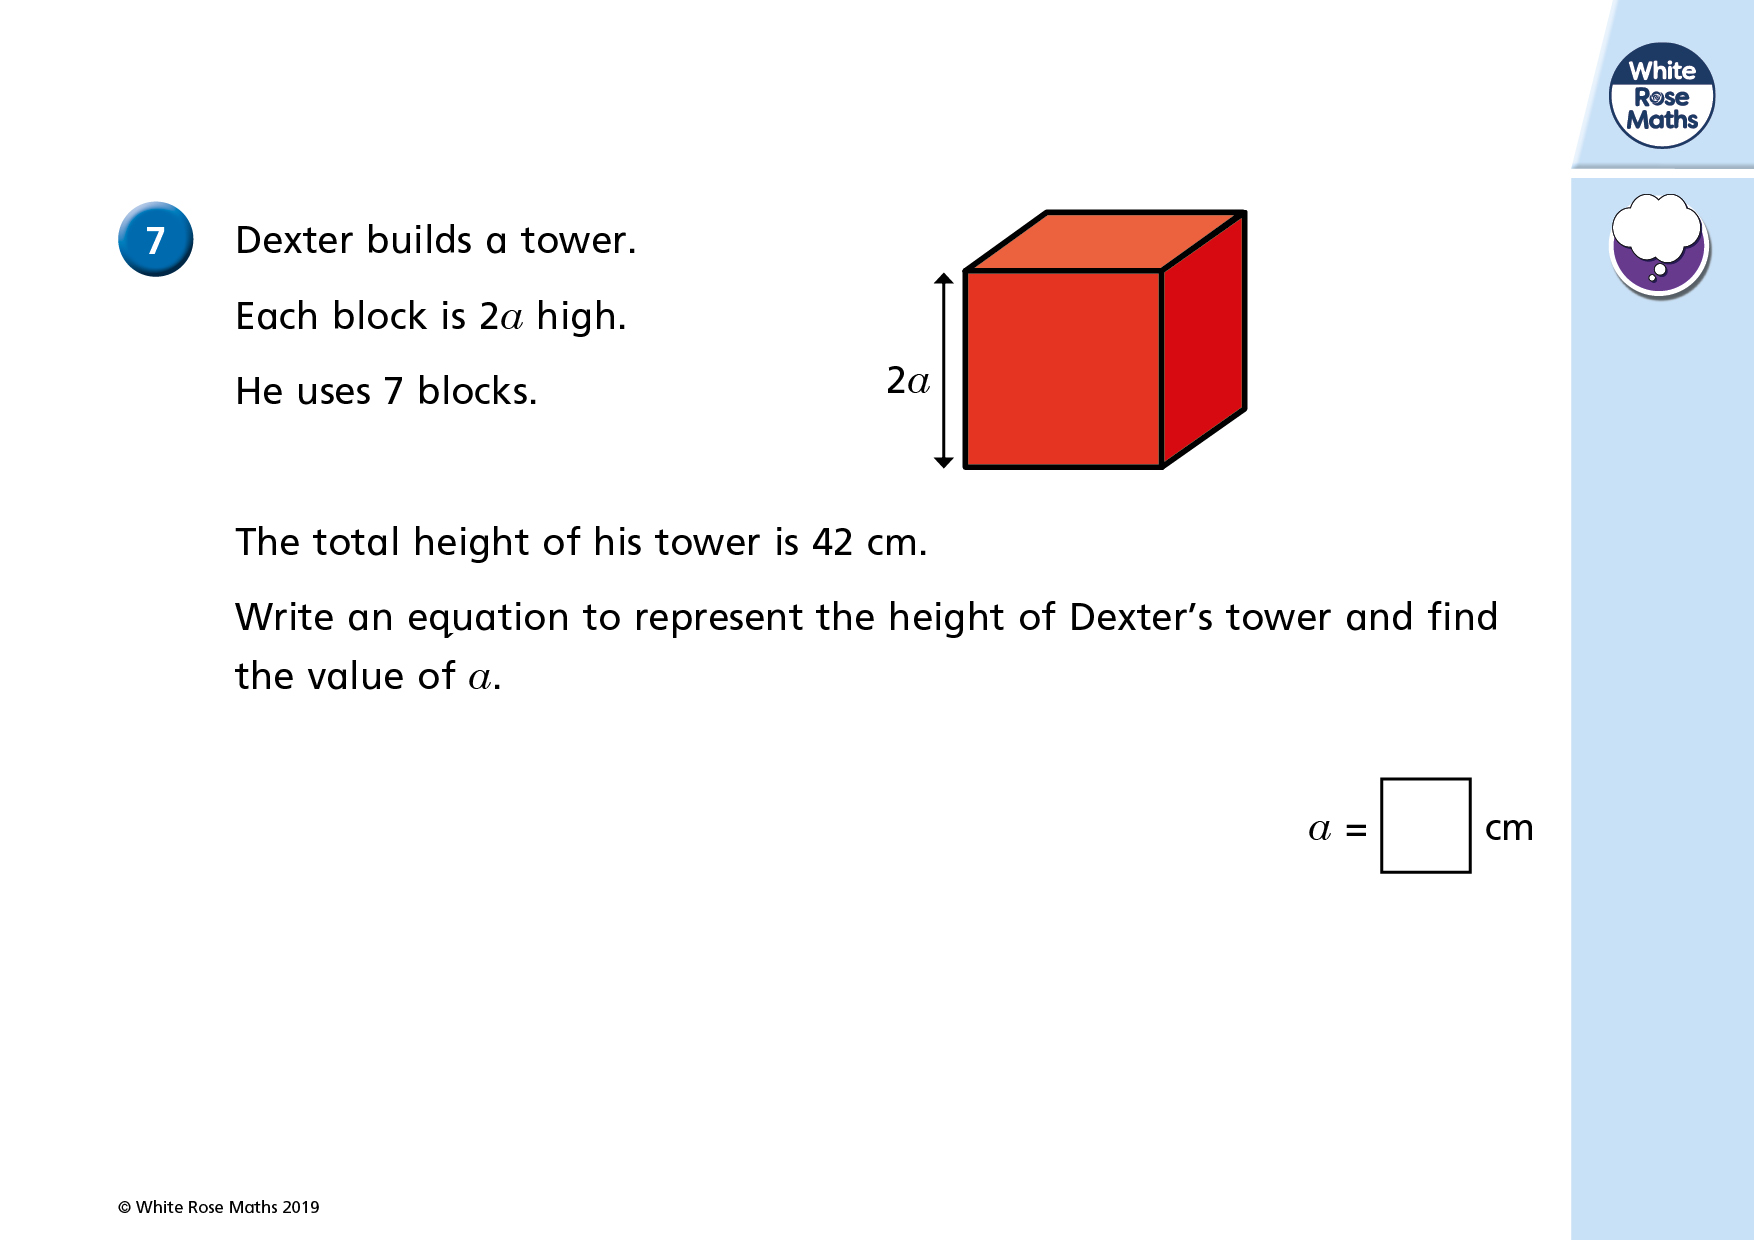 White
Rose
Maths
7
Dexter builds a tower.
Each block is 2a high.
He uses 7 blocks.
2a
The total height of his tower is 42 cm.
Write an equation to represent the height of Dexter’s tower and find
the value of a.
a = cm
© White Rose Maths 2019